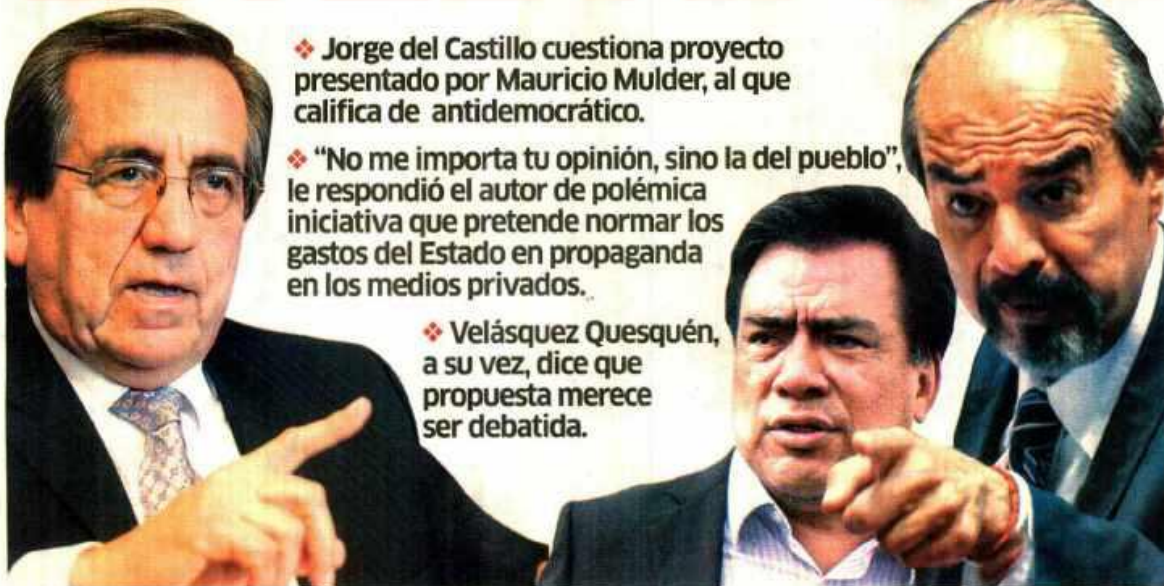 ❖ Jorge del Castillo cuestiona proyecto
presentado por Mauricio Mulder, al que
califica de antidemocrático.
❖ “No me importa tu opinión, sino la del pueblo”,
le respondió el autor de polémica
iniciativa que pretende normar los
gastos del Estado en propaganda
en los medios privados.
❖ Velásquez Quesquén,
a su vez, dice que
propuesta merece
ser debatida.